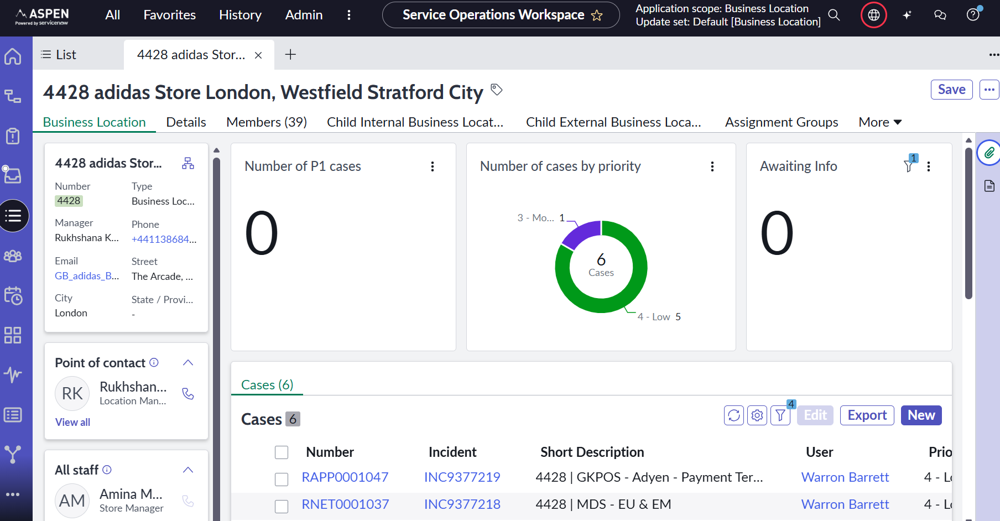 ASPEN
Powered by servicenow
All
Favorites
History
Admin
Service Operations Workspace
Application scope: Business Location
Update set: Default [Business Location]
List
4428 adidas Stor...
4428 adidas Store London, Westfield Stratford City
Save
Business Location
Details
Members (39)
Child Internal Business Locat...
Child External Business Loca...
Assignment Groups
More
4428 adidas Stor...
Number
4428
Type
Business Loc...
Manager
Rukhshana K...
Phone
+441138684...
Email
GB_adidas_B...
Street
The Arcade, ...
City
London
State / Provi...
-
Point of contact
RK
Rukhshan...
Location Man...
View all
All staff
AM
Amina M...
Store Manager
Number of P1 cases
0
Number of cases by priority
3 - Mo... 1
6
Cases
4 - Low 5
Awaiting Info
1
0
Cases (6)
Cases 6
4
Edit
Export
New
Number Incident Short Description User Prio
RAPP0001047 INC9377219 4428 | GKPOS - Adyen - Payment Ter... Warron Barrett 4 - Lo
RNET0001037 INC9377218 4428 | MDS - EU & EM Warron Barrett 4 - Lo